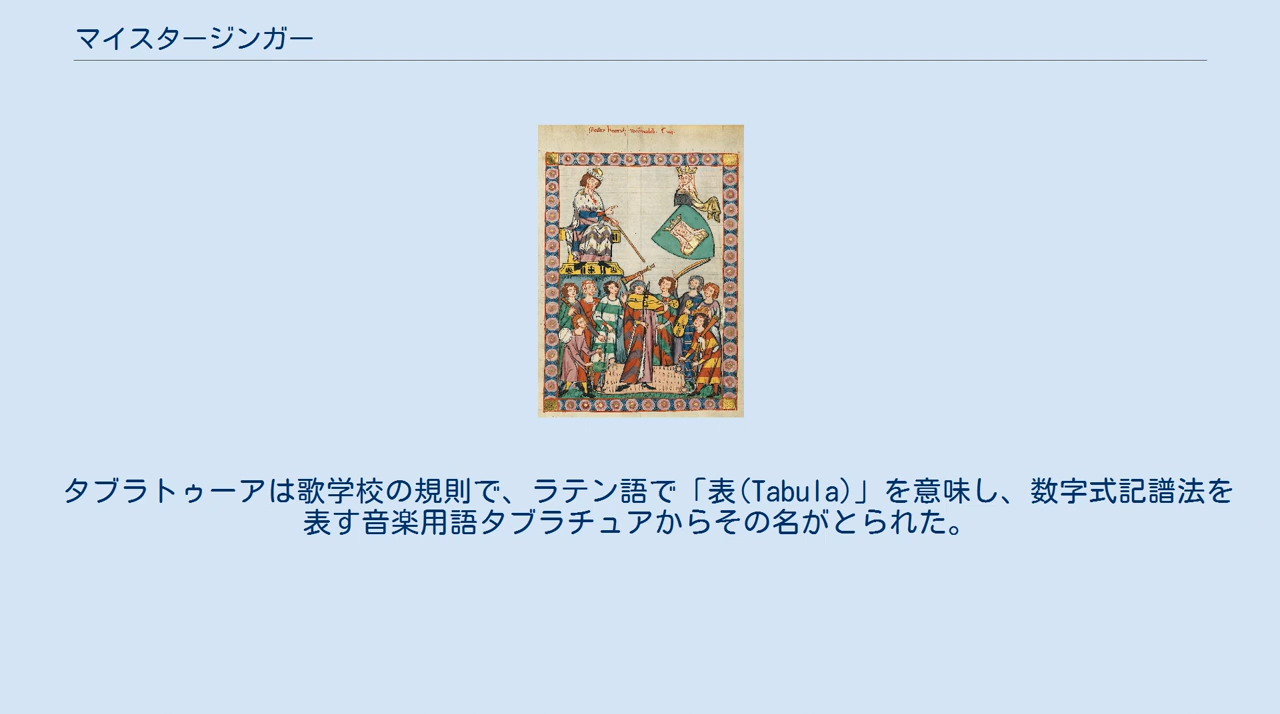 マイスタージンガー
タブラトゥーアは歌学校の規則で、ラテン語で「表(Tabula)」を意味し、数字式記譜法を
表す音楽用語タブラチュアからその名がとられた。